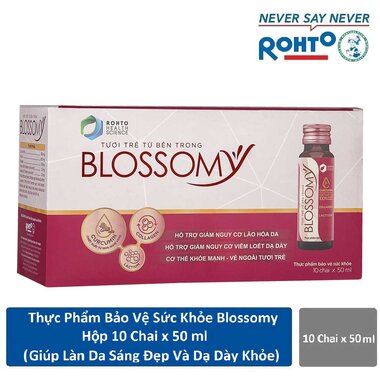 NEVER SAY NEVER
ROHTO
ROHTO
HEALTH
SCIENCE
TƯƠI TRẺ TỪ BÊN TRONG
BLOSSOMY
CURCUMIN
COLLAGEN
HỖ TRỢ GIẢM NGUY CƠ LÃO HÓA DA
HỖ TRỢ GIẢM NGUY CƠ VIÊM LOÉT DẠ DÀY
CƠ THỂ KHỎE MẠNH - VẺ NGOÀI TƯƠI TRẺ
BLOSSOMY
Thực phẩm bảo vệ sức khỏe
10 chai x 50 ml
Thực Phẩm Bảo Vệ Sức Khỏe Blossomy
Hộp 10 Chai x 50 ml
(Giúp Làn Da Sáng Đẹp Và Dạ Dày Khỏe)
10 Chai x 50 ml